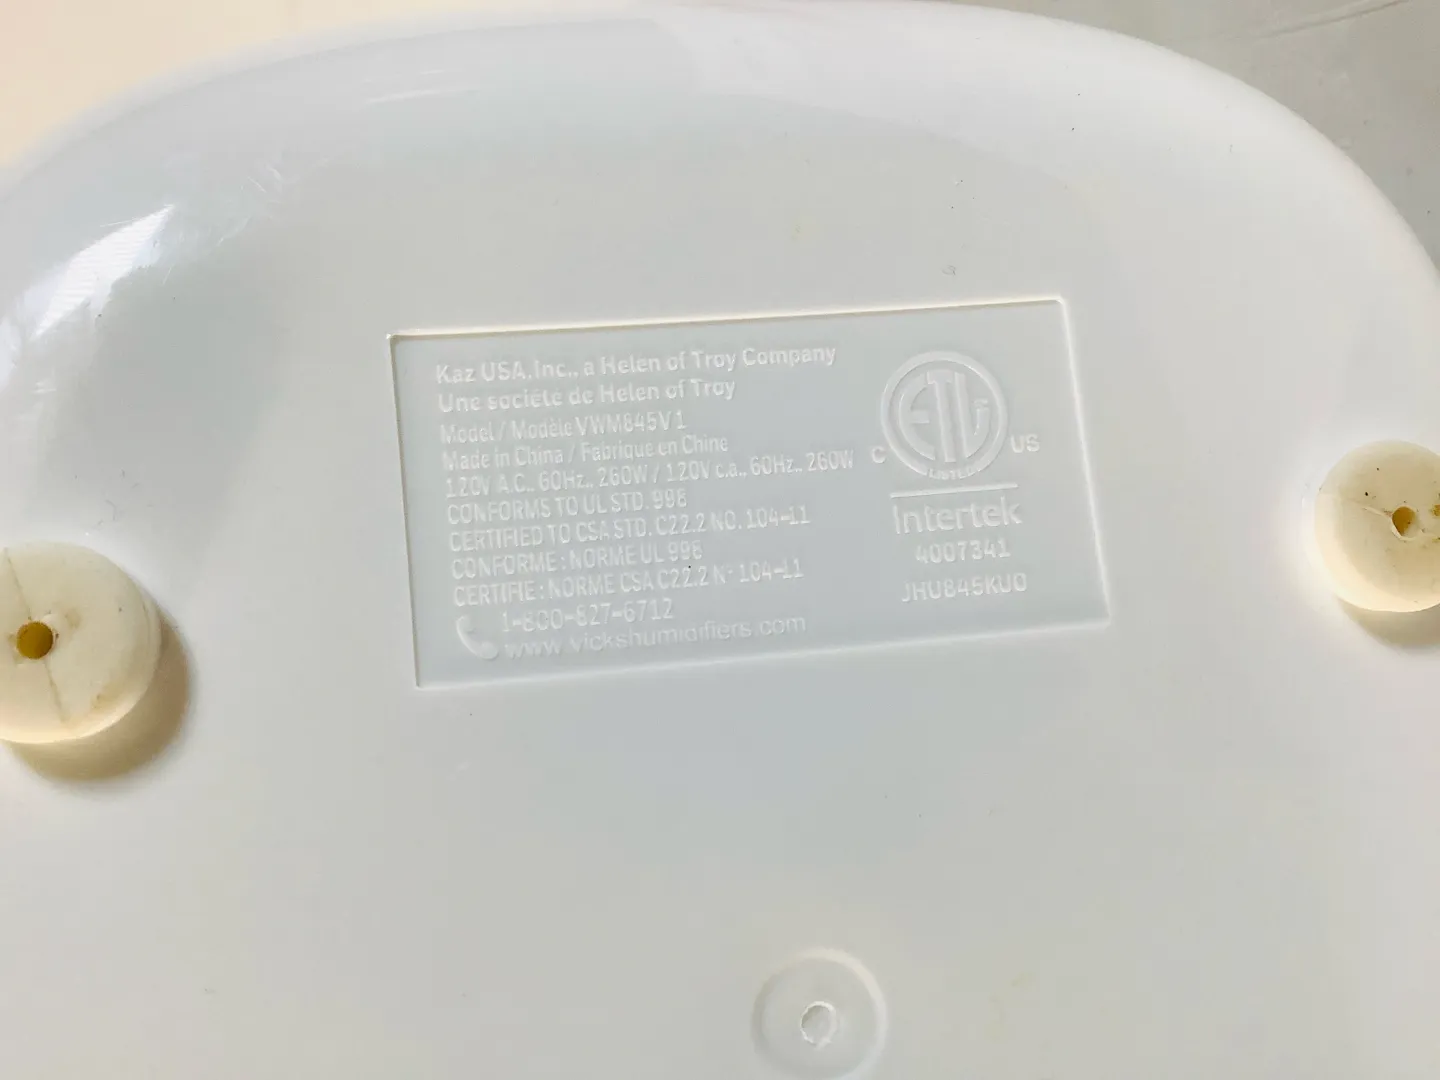 Kaz USA, Inc., a Helen of Troy Company
Une société de Helen of Troy
Model / Modèle VWM845V1
Made in China / Fabriqué en Chine
120V A.C., 60Hz., 260W / 120V c.a., 60Hz., 260W
CONFORMS TO UL STD. 998
CERTIFIED TO CSA STD. C22.2 NO. 104-11
CONFORME : NORME UL 998
CERTIFIÉ : NORME CSA C22.2 N° 104-11
1-800-827-6712
www.vickshumidifiers.com
ETL
LISTED
C US
Intertek
4007341
JHU845KUO